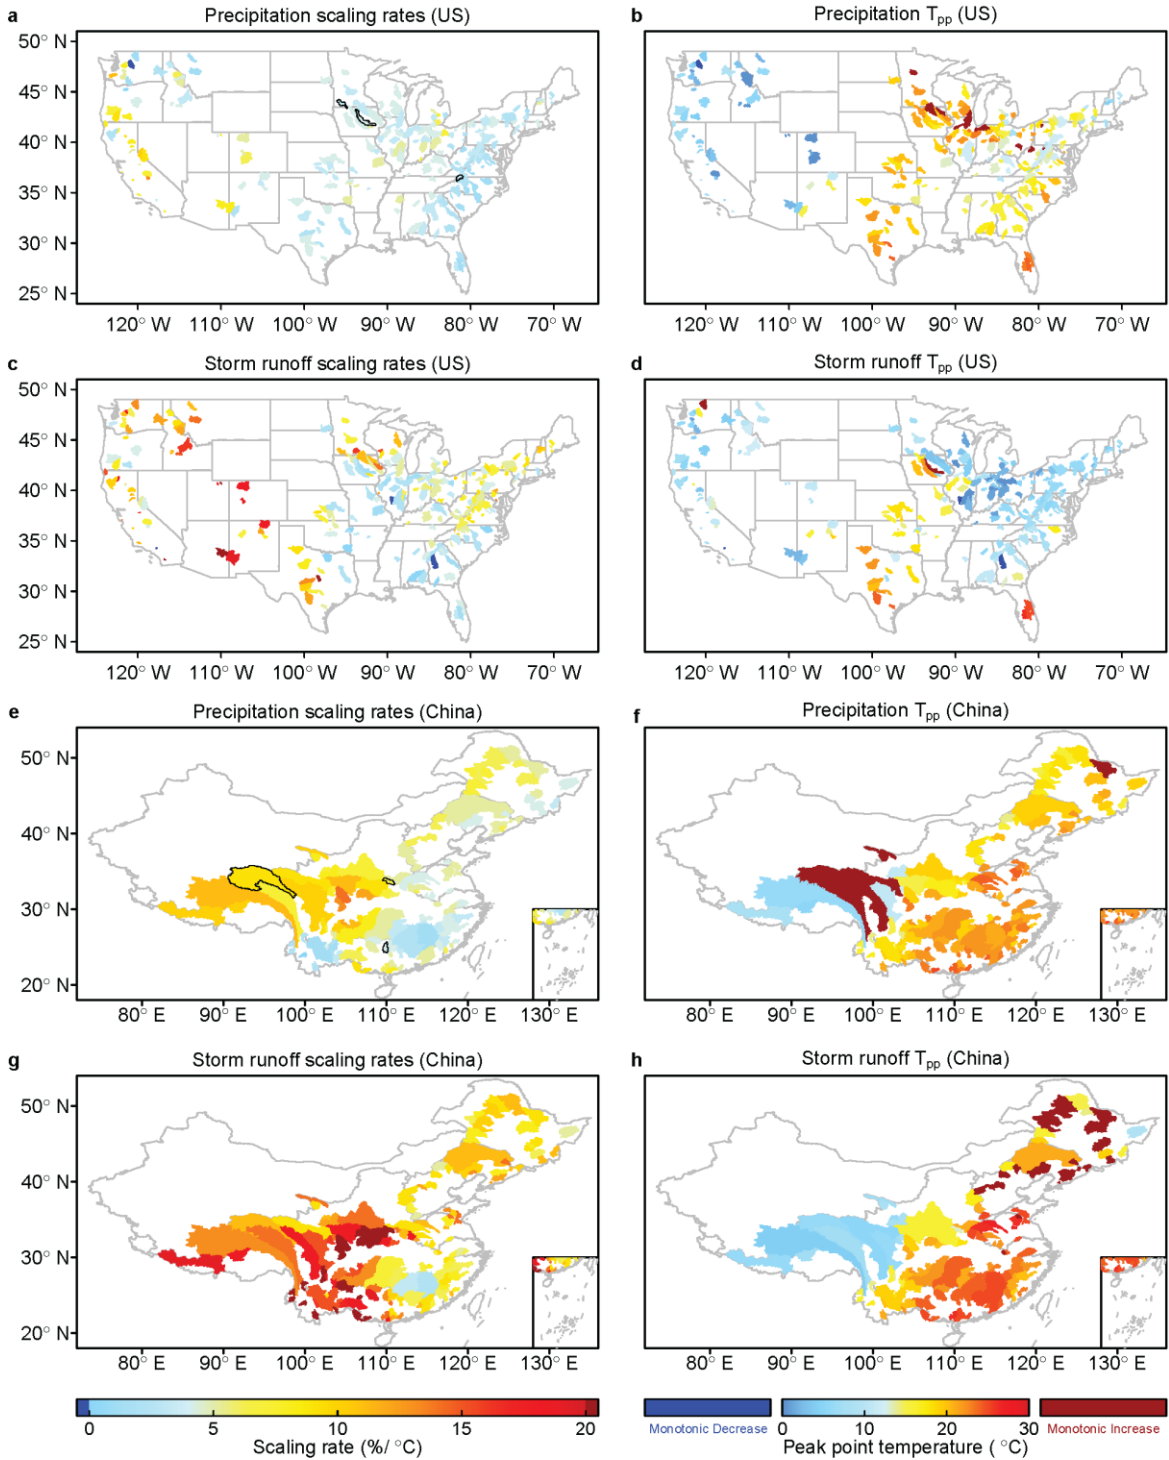 a Precipitation scaling rates (US)
50° N
45° N
40° N
35° N
30° N
25° N
120° W 110° W 100° W 90° W 80° W 70° W
b Precipitation Tpp (US)
120° W 110° W 100° W 90° W 80° W 70° W
c Storm runoff scaling rates (US)
50° N
45° N
40° N
35° N
30° N
25° N
120° W 110° W 100° W 90° W 80° W 70° W
d Storm runoff Tpp (US)
120° W 110° W 100° W 90° W 80° W 70° W
e Precipitation scaling rates (China)
50° N
40° N
30° N
20° N
80° E 90° E 100° E 110° E 120° E 130° E
f Precipitation Tpp (China)
80° E 90° E 100° E 110° E 120° E 130° E
g Storm runoff scaling rates (China)
50° N
40° N
30° N
20° N
80° E 90° E 100° E 110° E 120° E 130° E
h Storm runoff Tpp (China)
80° E 90° E 100° E 110° E 120° E 130° E
0 5 10 15 20
Scaling rate (%/ °C)
Monotonic Decrease 0 10 20 30 Monotonic Increase
Peak point temperature ( °C)